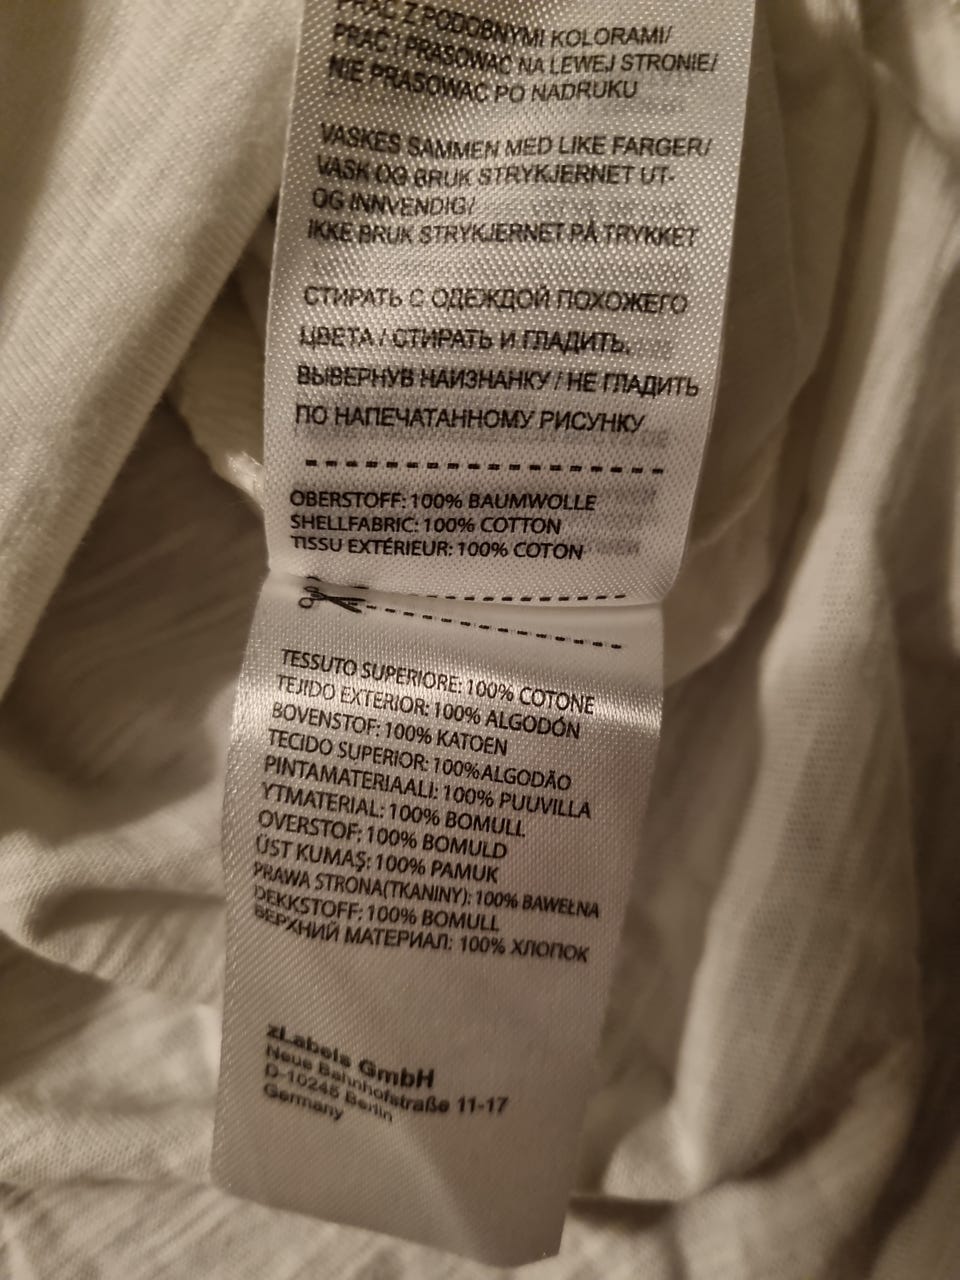 PRAĆ Z PODOBNYMI KOLORAMI/
PRAĆ I PRASOWAĆ NA LEWEJ STRONIE/
NIE PRASOWAĆ PO NADRUKU
VASKES SAMMEN MED LIKE FARGER/
VASK OG BRUK STRYKJERNET UT-
OG INNVENDIG/
IKKE BRUK STRYKJERNET PÅ TRYKKET
СТИРАТЬ С ОДЕЖДОЙ ПОХОЖЕГО
ЦВЕТА / СТИРАТЬ И ГЛАДИТЬ,
ВЫВЕРНУВ НАИЗНАНКУ / НЕ ГЛАДИТЬ
ПО НАПЕЧАТАННОМУ РИСУНКУ
OBERSTOFF: 100% BAUMWOLLE
SHELLFABRIC: 100% COTTON
TISSU EXTÉRIEUR: 100% COTON
TESSUTO SUPERIORE: 100% COTONE
TEJIDO EXTERIOR: 100% ALGODÓN
BOVENSTOF: 100% KATOEN
TECIDO SUPERIOR: 100%ALGODÃO
PINTAMATERIAALI: 100% PUUVILLA
YTMATERIAL: 100% BOMULL
OVERSTOF: 100% BOMULD
ÜST KUMAŞ: 100% PAMUK
PRAWA STRONA(TKANINY): 100% BAWEŁNA
DEKKSTOFF: 100% BOMULL
ВЕРХНИЙ МАТЕРИАЛ: 100% ХЛОПОК
zLabels GmbH
Neue Bahnhofstraße 11-17
D-10245 Berlin
Germany